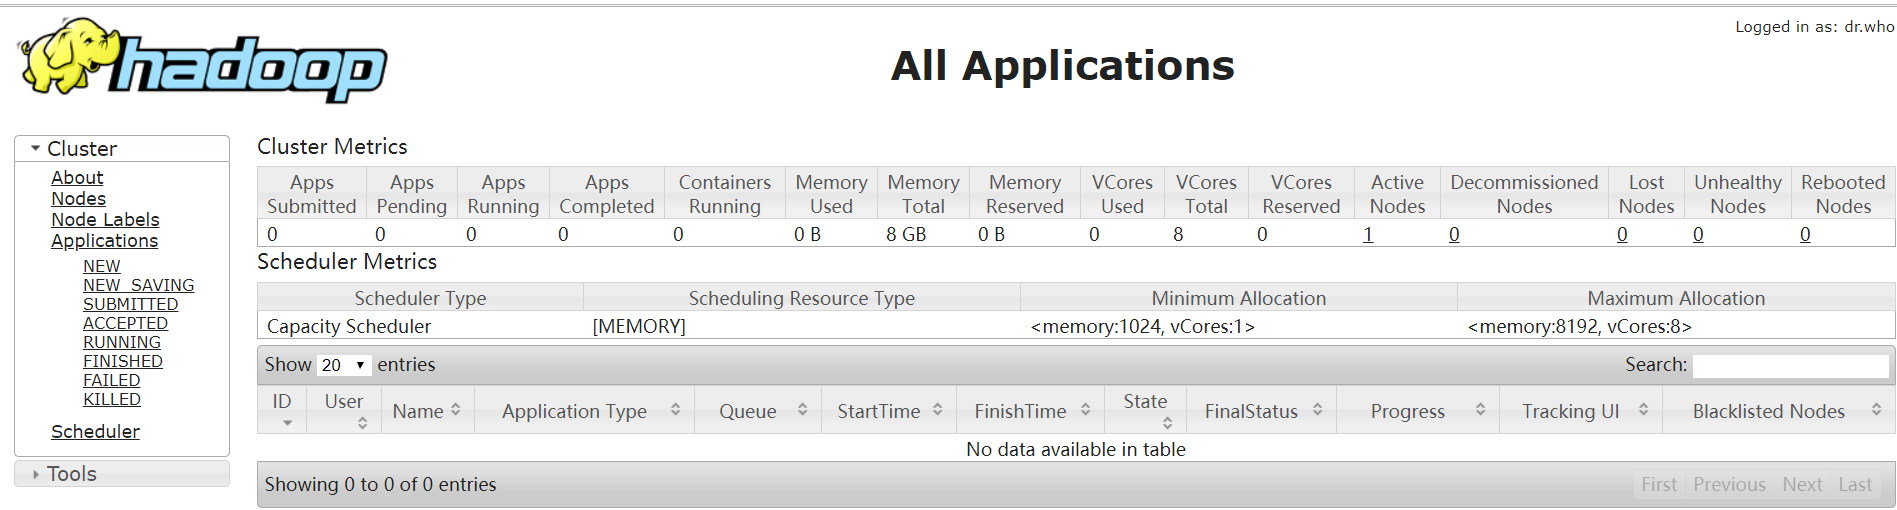 Logged in as: dr.who
hadoop
All Applications
Cluster
About
Nodes
Node Labels
Applications
NEW
NEW_SAVING
SUBMITTED
ACCEPTED
RUNNING
FINISHED
FAILED
KILLED
Scheduler
Tools
Cluster Metrics
Apps Submitted Apps Pending Apps Running Apps Completed Containers Running Memory Used Memory Total Memory Reserved VCores Used VCores Total VCores Reserved Active Nodes Decommissioned Nodes Lost Nodes Unhealthy Nodes Rebooted Nodes
0 0 0 0 0 0 B 8 GB 0 B 0 8 0 1 0 0 0 0
Scheduler Metrics
Scheduler Type Scheduling Resource Type Minimum Allocation Maximum Allocation
Capacity Scheduler [MEMORY] <memory:1024, vCores:1> <memory:8192, vCores:8>
Show 20 entries Search:
ID User Name Application Type Queue StartTime FinishTime State FinalStatus Progress Tracking UI Blacklisted Nodes
No data available in table
Showing 0 to 0 of 0 entries First Previous Next Last